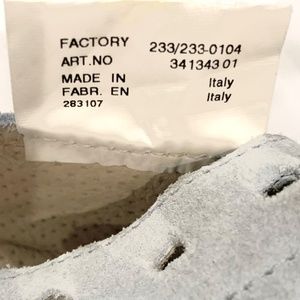 FACTORY 233/233-0104
ART.NO 34134301
MADE IN Italy
FABR. EN Italy
283107